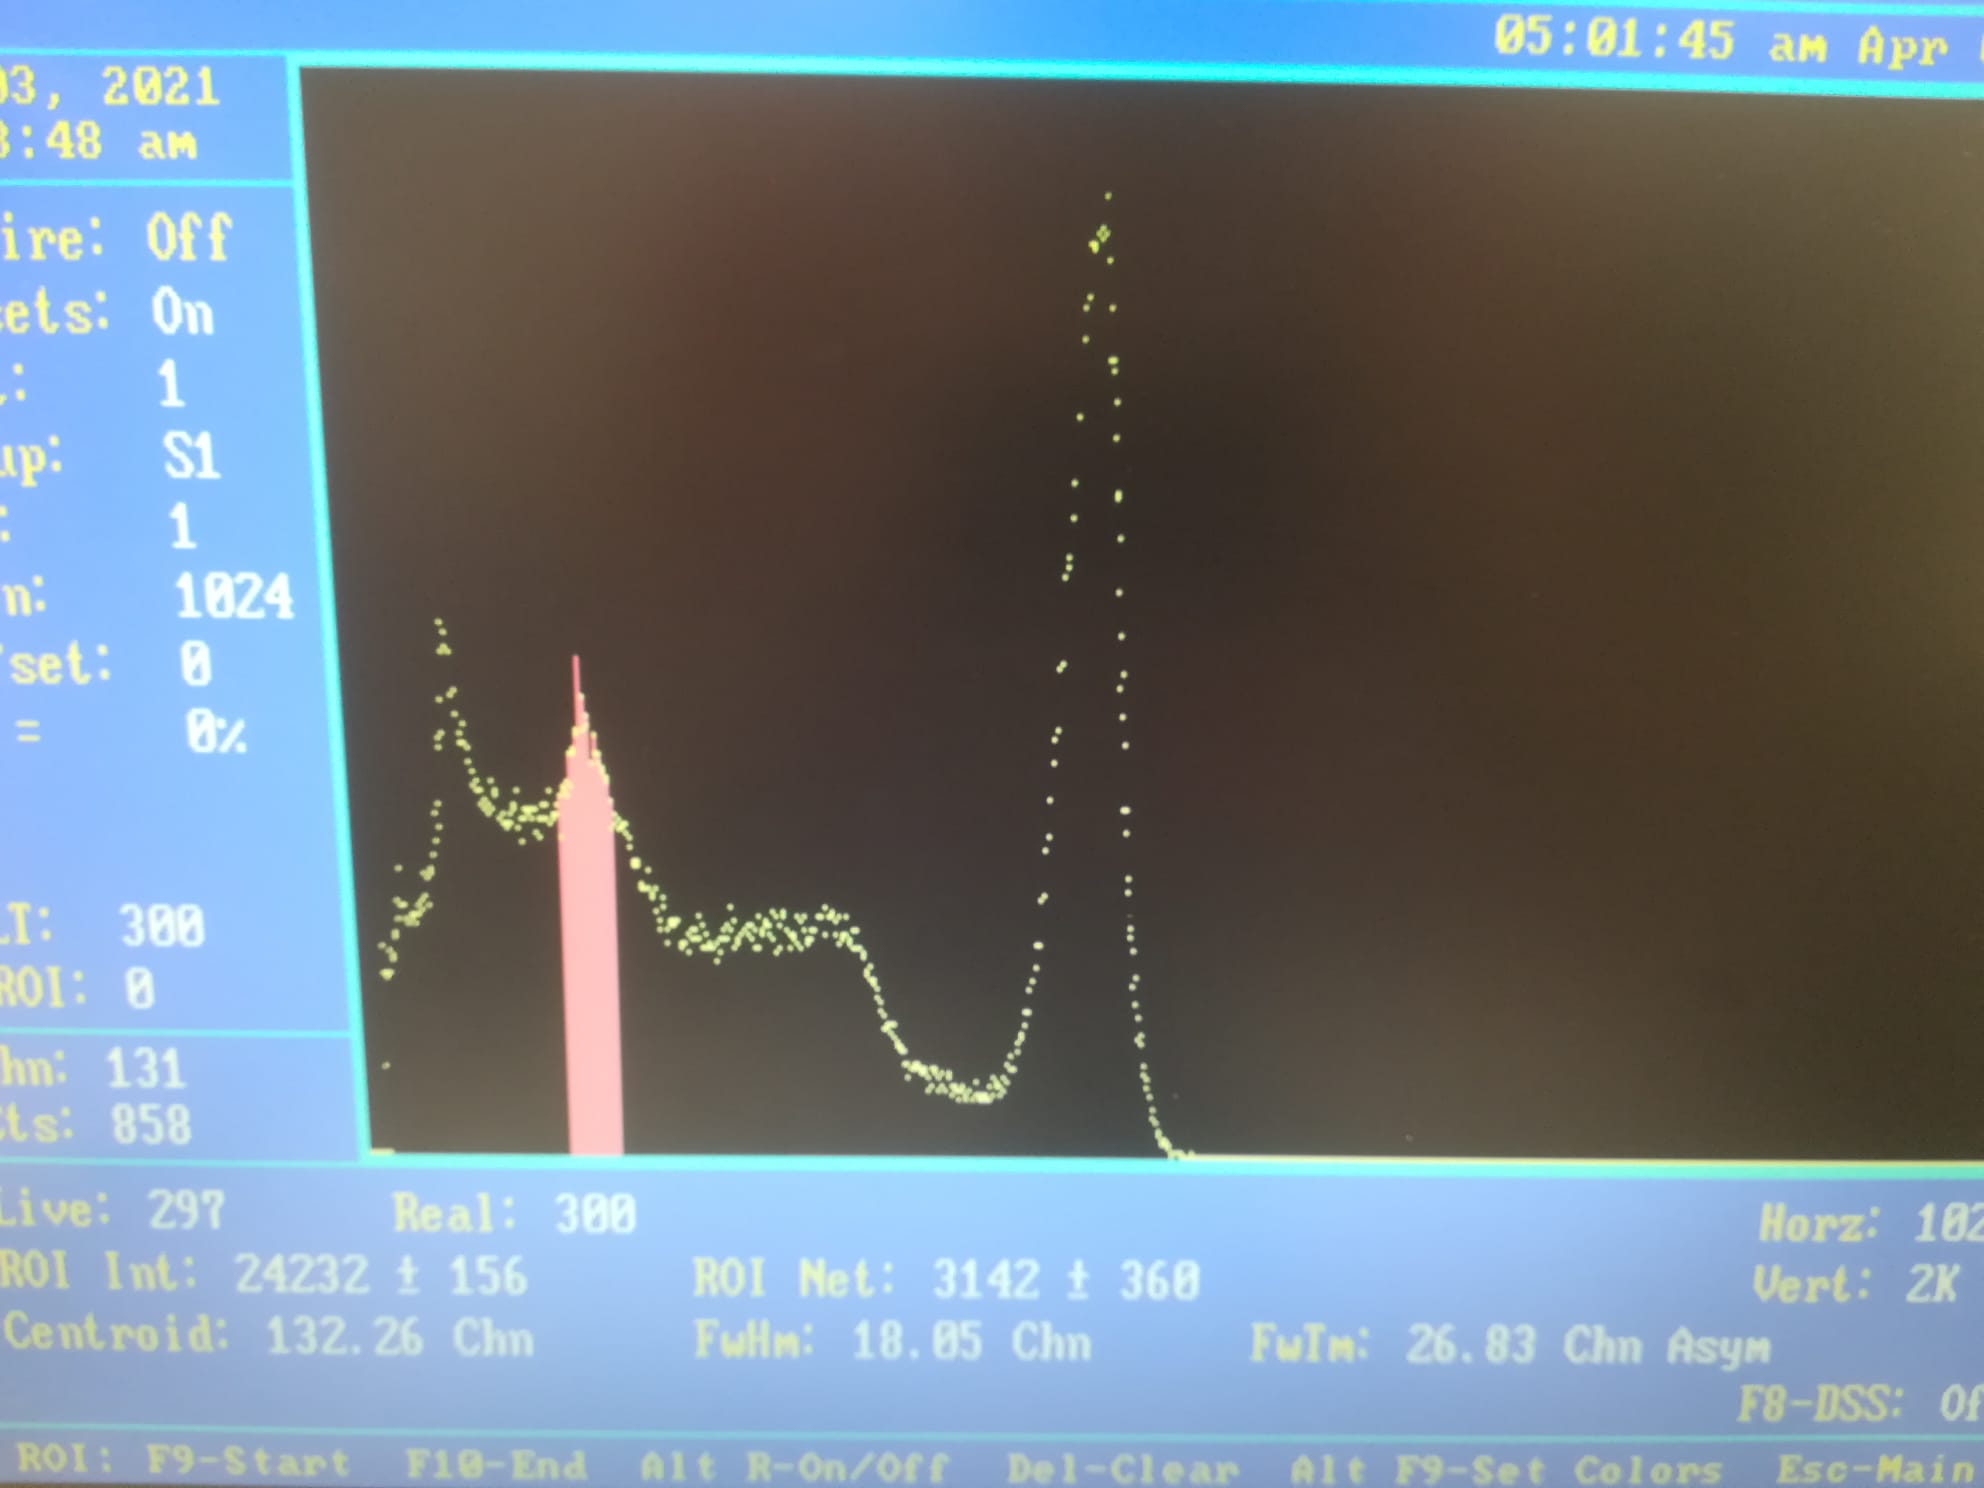 05:01:45 am Apr
03, 2021
8:48 am
ire: Off
ets: On
: 1
up: S1
: 1
n: 1024
set: 0
= 0%
LT: 300
ROI: 0
hn: 131
Cts: 858
Live: 297 Real: 300 Horz: 102
ROI Int: 24232 ± 156 ROI Net: 3142 ± 360 Vert: 2K
Centroid: 132.26 Chn FwHm: 18.05 Chn FwTm: 26.83 Chn Asym
F8-DSS: Of
ROI: F9-Start F10-End Alt R-On/Off Del-Clear Alt F9-Set Colors Esc-Main